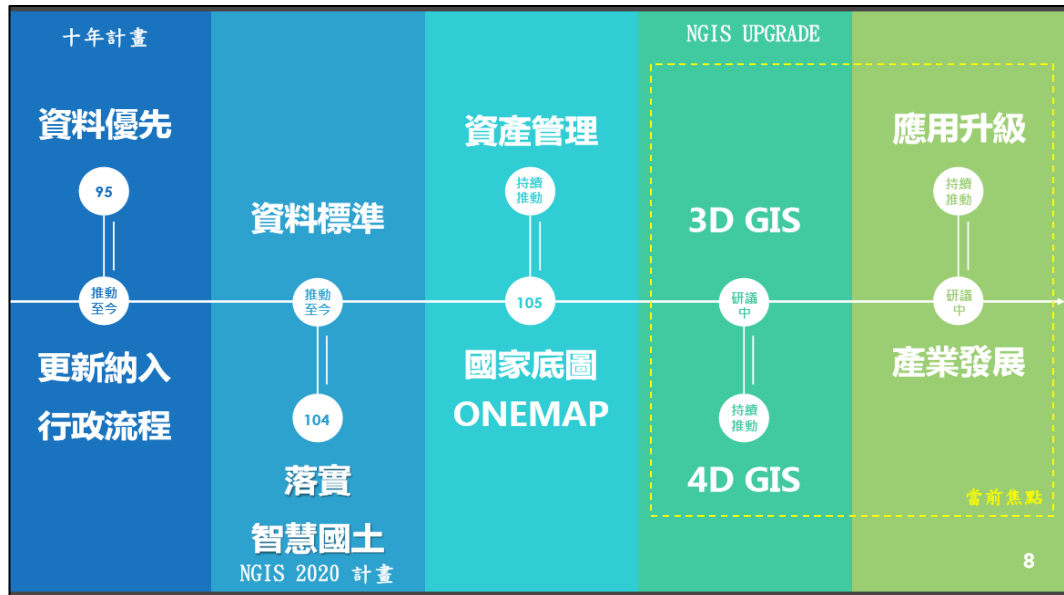 十年計畫
資料優先
95
推動
至今
更新納入
行政流程
資料標準
推動
至今
104
落實
智慧國土
NGIS 2020 計畫
資產管理
持續
推動
105
國家底圖
ONEMAP
NGIS UPGRADE
3D GIS
研議
中
持續
推動
4D GIS
應用升級
持續
推動
研議
中
產業發展
當前焦點
8